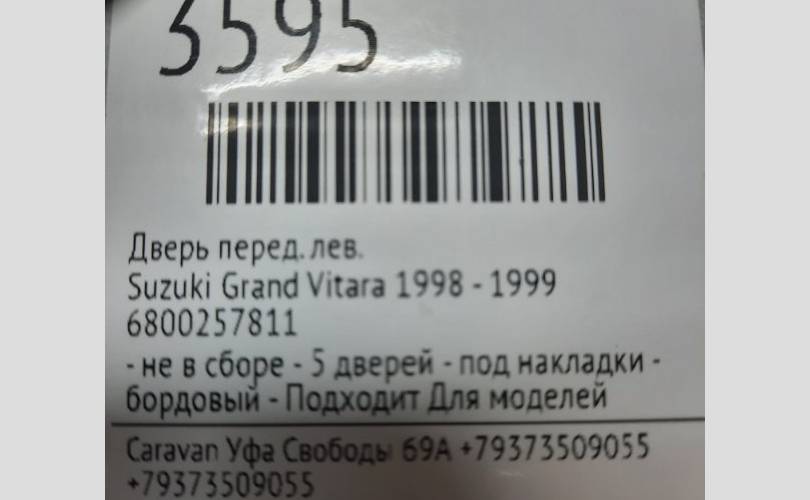 3595
Дверь перед. лев.
Suzuki Grand Vitara 1998 - 1999
6800257811
- не в сборе - 5 дверей - под накладки -
бордовый - Подходит Для моделей
Caravan Уфа Свободы 69А +79373509055
+79373509055